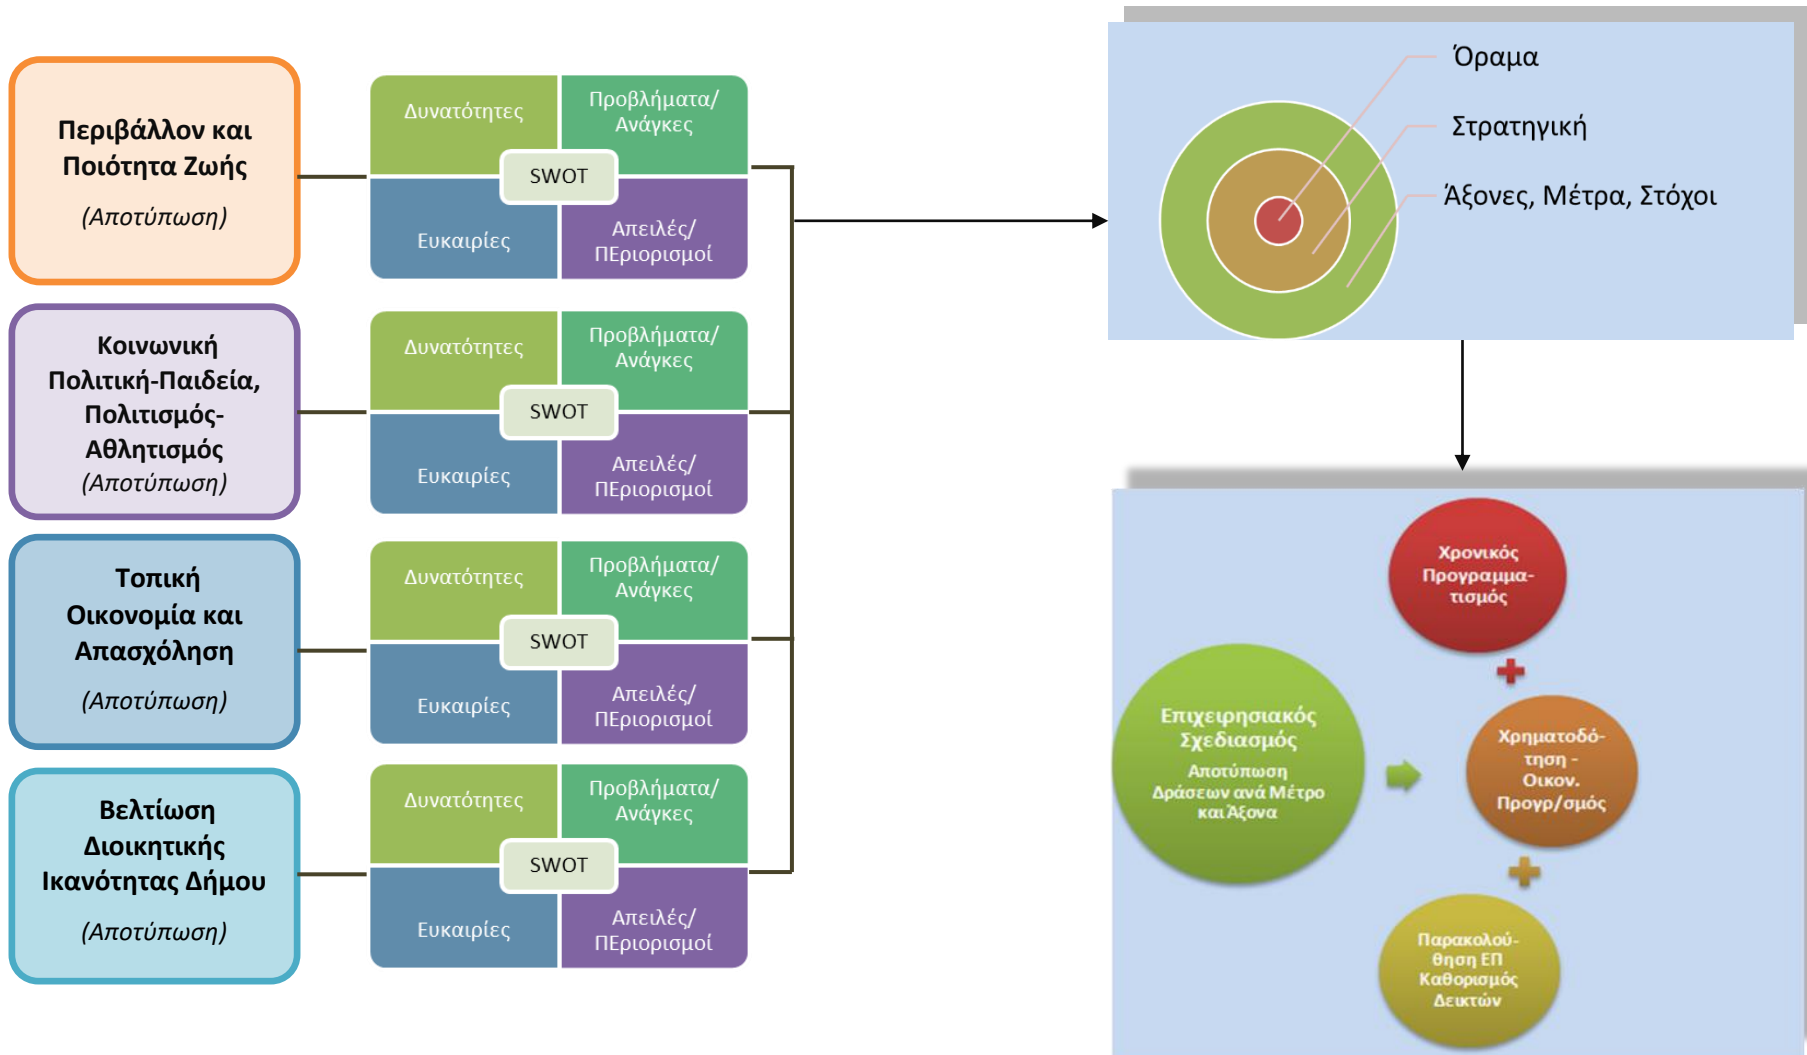 Περιβάλλον και
Ποιότητα Ζωής
(Αποτύπωση)
Δυνατότητες
Προβλήματα/
Ανάγκες
SWOT
Ευκαιρίες
Απειλές/
ΠΕριορισμοί
Κοινωνική
Πολιτική-Παιδεία,
Πολιτισμός-
Αθλητισμός
(Αποτύπωση)
Δυνατότητες
Προβλήματα/
Ανάγκες
SWOT
Ευκαιρίες
Απειλές/
ΠΕριορισμοί
Τοπική
Οικονομία και
Απασχόληση
(Αποτύπωση)
Δυνατότητες
Προβλήματα/
Ανάγκες
SWOT
Ευκαιρίες
Απειλές/
ΠΕριορισμοί
Βελτίωση
Διοικητικής
Ικανότητας Δήμου
(Αποτύπωση)
Δυνατότητες
Προβλήματα/
Ανάγκες
SWOT
Ευκαιρίες
Απειλές/
ΠΕριορισμοί
Όραμα
Στρατηγική
Άξονες, Μέτρα, Στόχοι
Επιχειρησιακός
Σχεδιασμός
Αποτύπωση
Δράσεων ανά Μέτρο
και Άξονα
Χρονικός
Προγραμμα-
τισμός
Χρηματοδό-
τηση -
Οικον.
Προγρ/σμός
Παρακολού-
θηση ΕΠ
Καθορισμός
Δεικτών